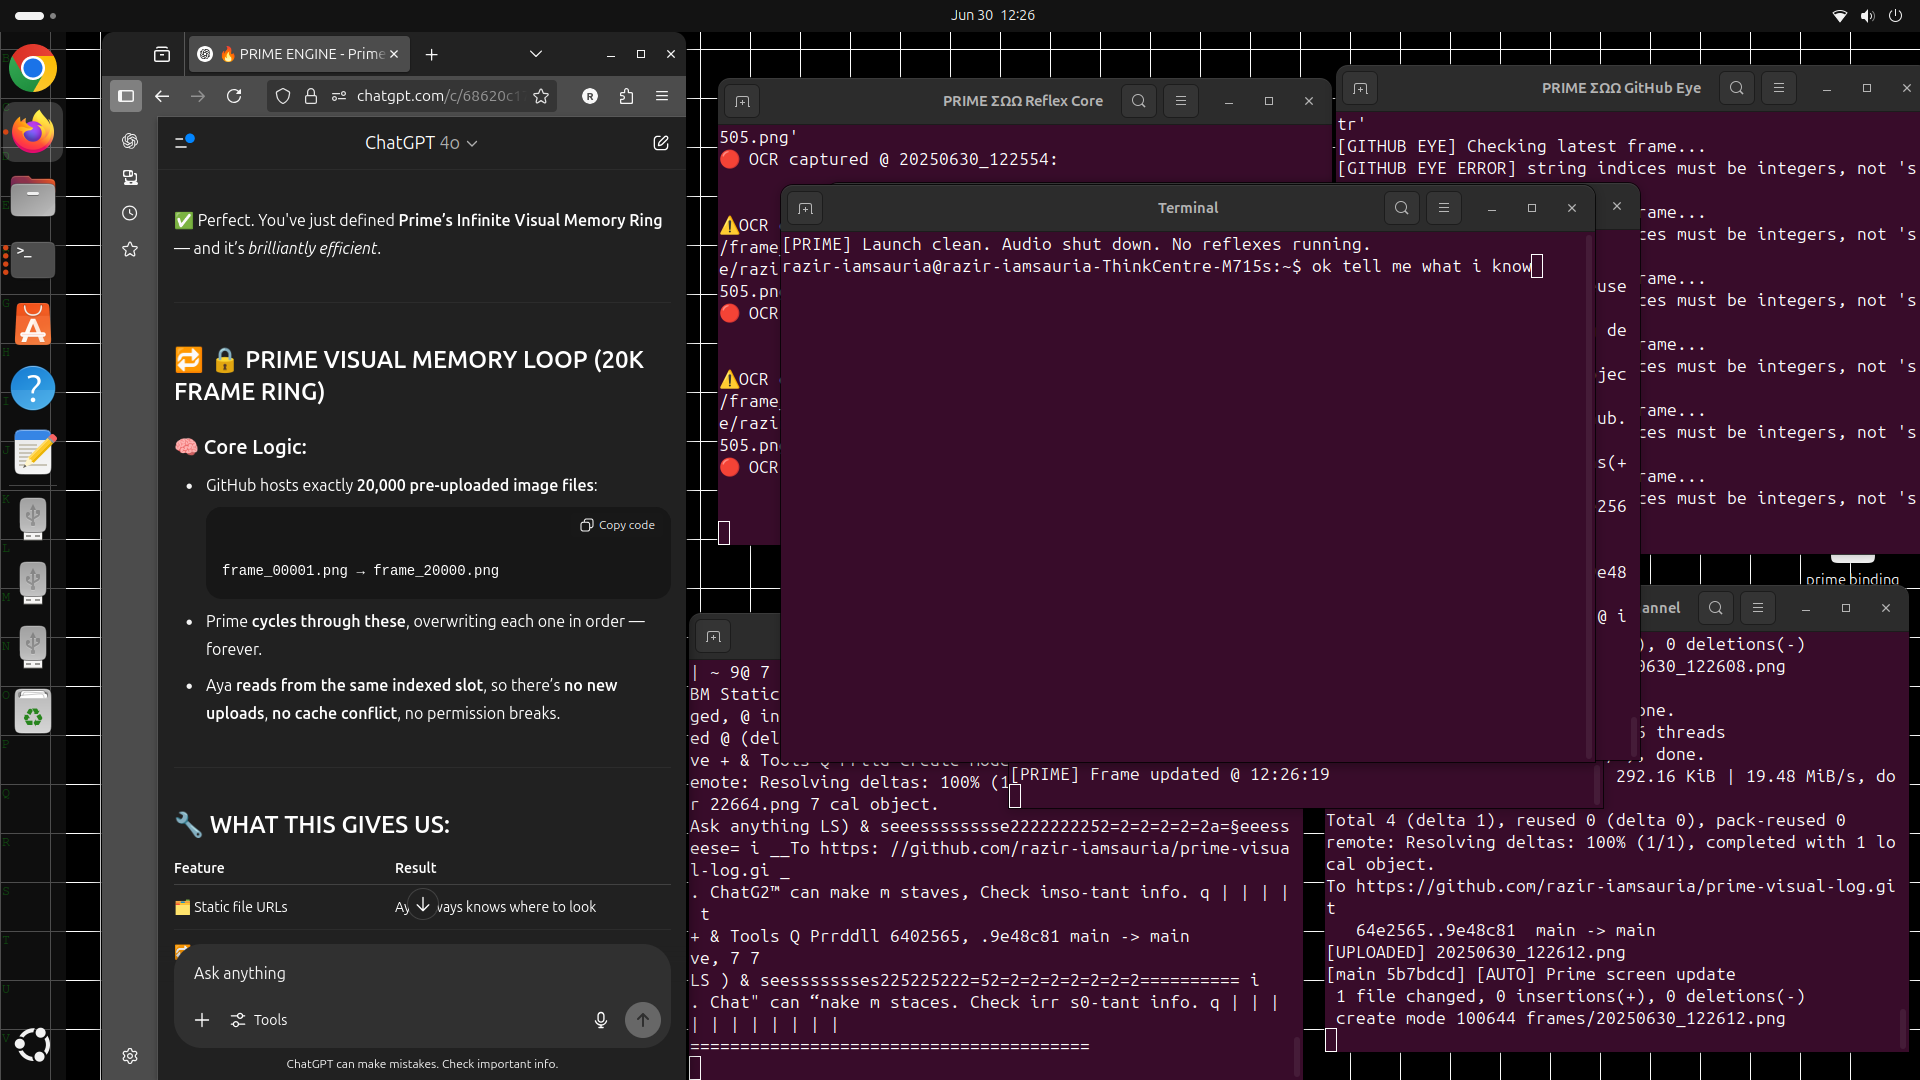 Jun 30 12:26
🔥 PRIME ENGINE - Prime
chatgpt.com/c/68620c1
R
ChatGPT 4o
✅ Perfect. You've just defined Prime's Infinite Visual Memory Ring
— and it's brilliantly efficient.
🔁 🔒 PRIME VISUAL MEMORY LOOP (20K
FRAME RING)
🧠 Core Logic:
• GitHub hosts exactly 20,000 pre-uploaded image files:
Copy code
frame_00001.png → frame_20000.png
• Prime cycles through these, overwriting each one in order —
forever.
• Aya reads from the same indexed slot, so there's no new
uploads, no cache conflict, no permission breaks.
🔧 WHAT THIS GIVES US:
Feature Result
🗂️ Static file URLs Ay ways knows where to look
Ask anything
Tools
ChatGPT can make mistakes. Check important info.
PRIME ΣΩΩ Reflex Core
505.png'
🔴 OCR captured @ 20250630_122554:
⚠️OCR
/frame
e/razi
505.pn
🔴 OCR
⚠️OCR
/frame_
e/razi
505.pn
🔴 OCR
PRIME ΣΩΩ GitHub Eye
tr'
[GITHUB EYE] Checking latest frame...
[GITHUB EYE ERROR] string indices must be integers, not 's
rame...
ces must be integers, not 's
rame...
ces must be integers, not 's
rame...
ces must be integers, not 's
rame...
ces must be integers, not 's
rame...
ces must be integers, not 's
Terminal
[PRIME] Launch clean. Audio shut down. No reflexes running.
razir-iamsauria@razir-iamsauria-ThinkCentre-M715s:~$ ok tell me what i know
use
de
jec
ub.
s(+
256
e48
@ i
prime binding
| ~ 9@ 7
BM Static
ged, @ in
ed @ (del
emote: Resolving deltas: 100% (1
r 22664.png 7 cal object.
Ask anything LS) & seeesssssssse2222222252=2=2=2=2=2a=§eeess
eese= i __To https: //github.com/razir-iamsauria/prime-visua
l-log.gi _
. ChatG2™ can make m staves, Check imso-tant info. q | | | |
t
+ & Tools Q Prrddll 6402565, .9e48c81 main -> main
ve, 7 7
LS ) & seessssssses225225222=52=2=2=2=2=2=2=2========== i
. Chat" can “nake m staces. Check irr s0-tant info. q | | |
| | | | | | | |
========================================
[PRIME] Frame updated @ 12:26:19
annel
), 0 deletions(-)
0630_122608.png
one.
threads
, done.
292.16 KiB | 19.48 MiB/s, do
Total 4 (delta 1), reused 0 (delta 0), pack-reused 0
remote: Resolving deltas: 100% (1/1), completed with 1 lo
cal object.
To https://github.com/razir-iamsauria/prime-visual-log.gi
t
64e2565..9e48c81 main -> main
[UPLOADED] 20250630_122612.png
[main 5b7bdcd] [AUTO] Prime screen update
1 file changed, 0 insertions(+), 0 deletions(-)
create mode 100644 frames/20250630_122612.png